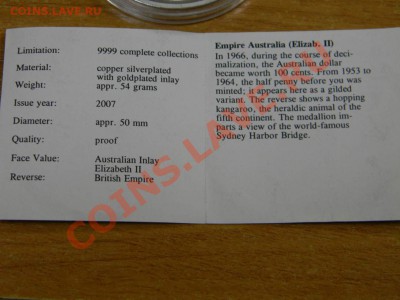 COINS.LAVE.RU
Limitation: 9999 complete collections
Material: copper silverplated
with goldplated inlay
Weight: appr. 54 grams
Issue year: 2007
Diameter: appr. 50 mm
Quality: proof
Face Value: Australian Inlay
Elizabeth II
Reverse: British Empire
Empire Australia (Elizab. II)
In 1966, during the course of deci-
malization, the Australian dollar
became worth 100 cents. From 1953 to
1964, the half penny before you was
minted; it appears here as a gilded
variant. The reverse shows a hopping
kangaroo, the heraldic animal of the
fifth continent. The medallion im-
parts a view of the world-famous
Sydney Harbor Bridge.
COINS.LAVE.RU